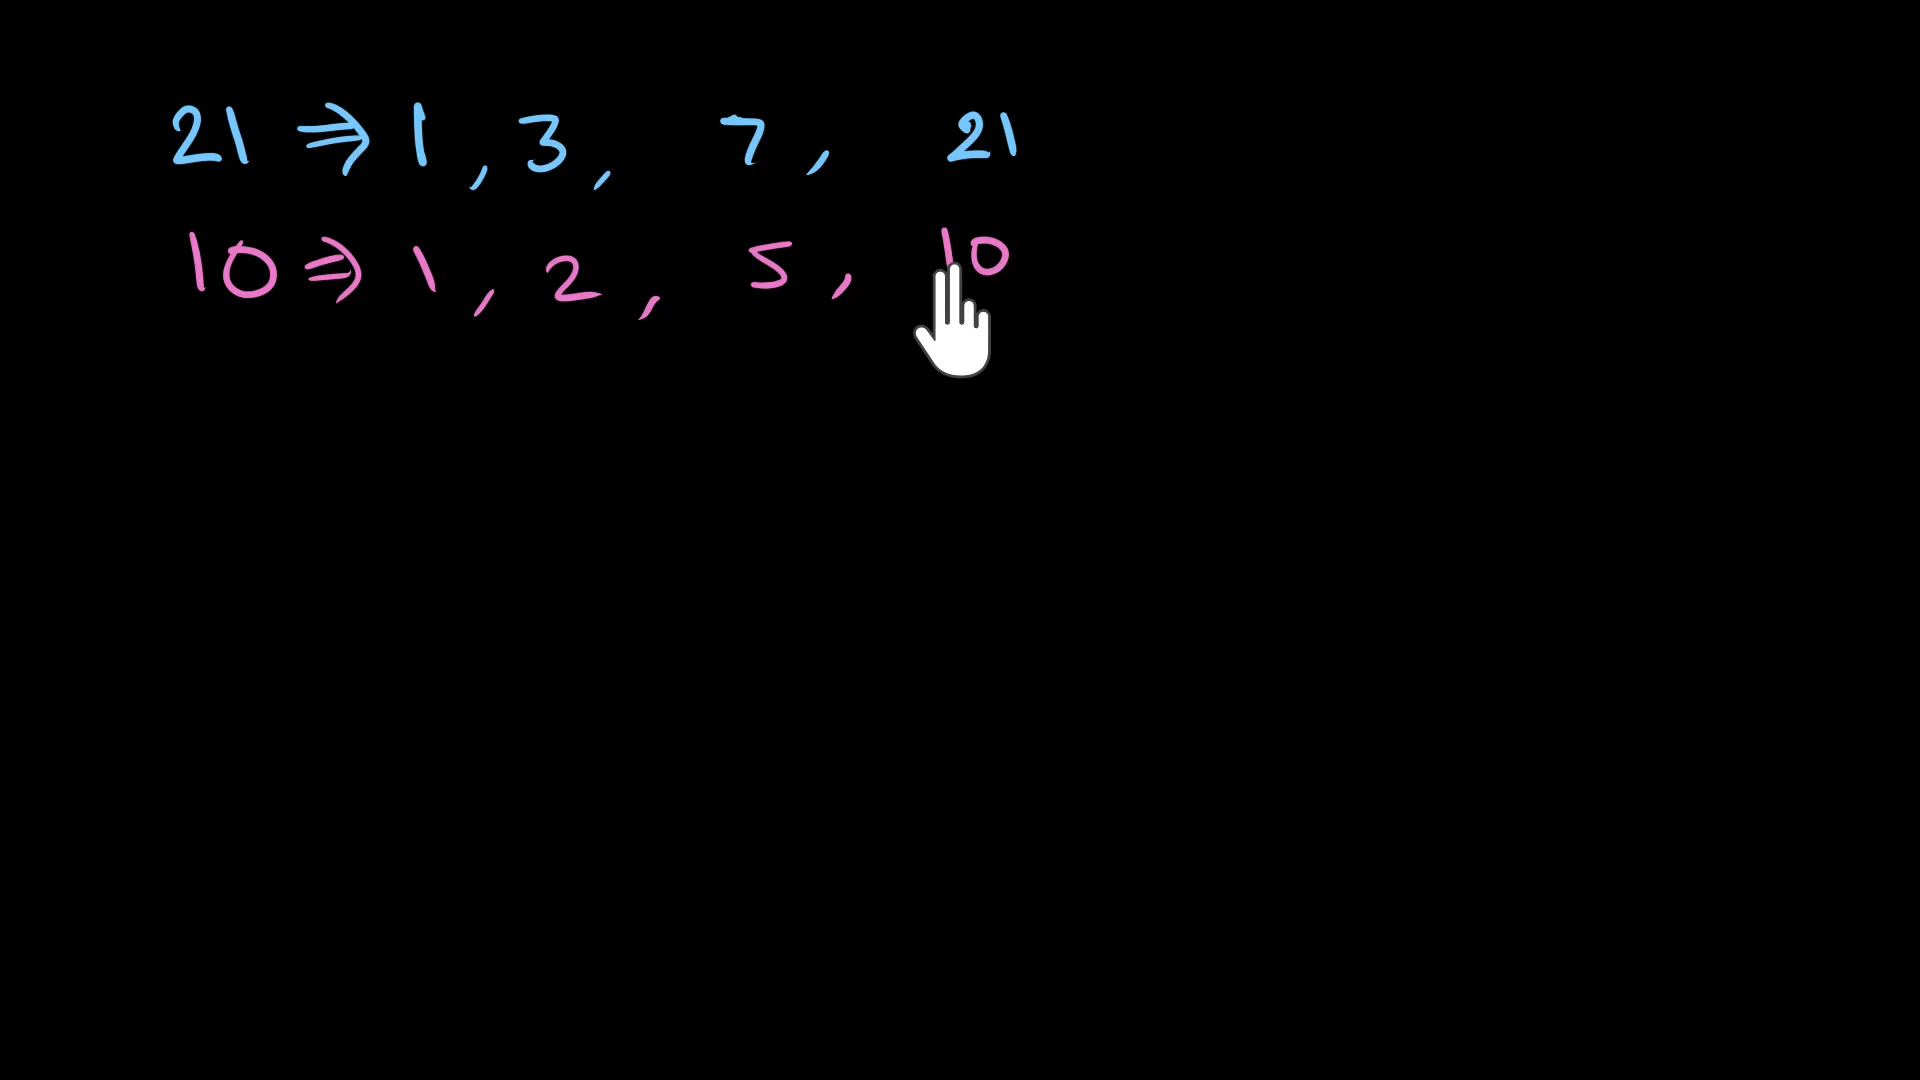 21 ⇒ 1, 3, 7, 21
10 ⇒ 1, 2, 5, 10